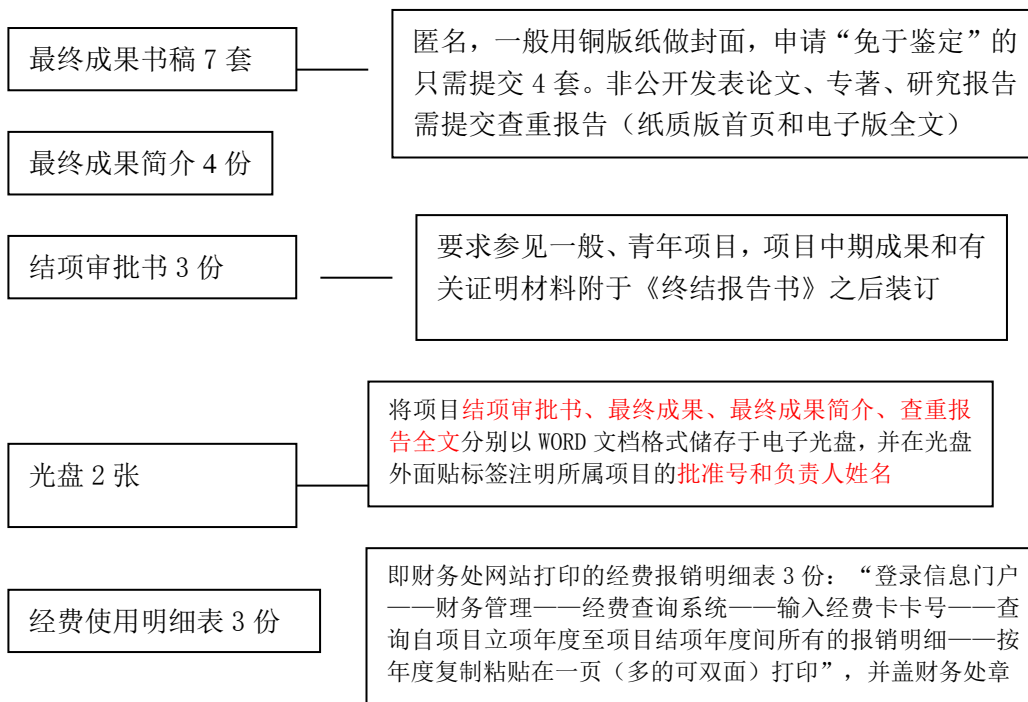 最终成果书稿 7 套
匿名，一般用铜版纸做封面，申请“免于鉴定”的
只需提交 4 套。非公开发表论文、专著、研究报告
需提交查重报告（纸质版首页和电子版全文）
最终成果简介 4 份
结项审批书 3 份
要求参见一般、青年项目，项目中期成果和有
关证明材料附于《终结报告书》之后装订
光盘 2 张
将项目结项审批书、最终成果、最终成果简介、查重报
告全文分别以 WORD 文档格式储存于电子光盘，并在光盘
外面贴标签注明所属项目的批准号和负责人姓名
经费使用明细表 3 份
即财务处网站打印的经费报销明细表 3 份：“登录信息门户
——财务管理——经费查询系统——输入经费卡卡号——查
询自项目立项年度至项目结项年度间所有的报销明细——按
年度复制粘贴在一页（多的可双面）打印”，并盖财务处章